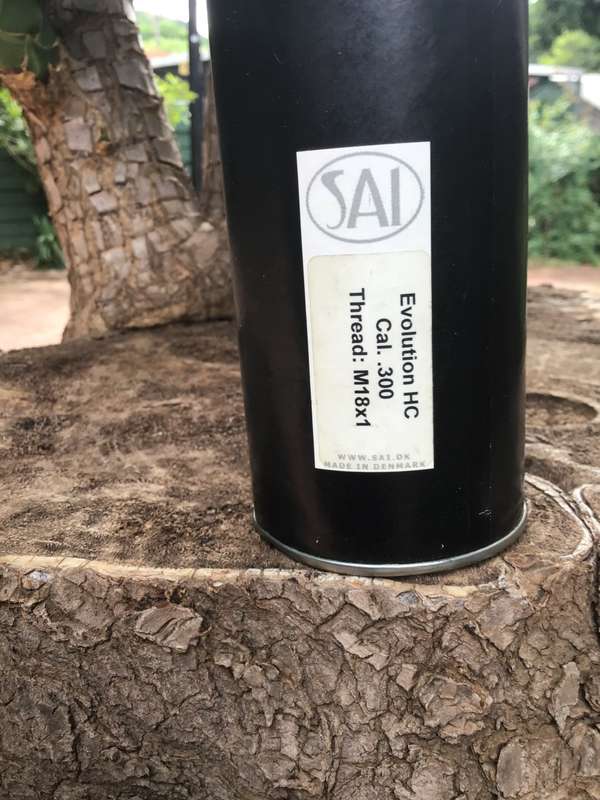 SAI
Evolution HC
Cal. .300
Thread: M18x1
WWW.SAI.DK
MADE IN DENMARK